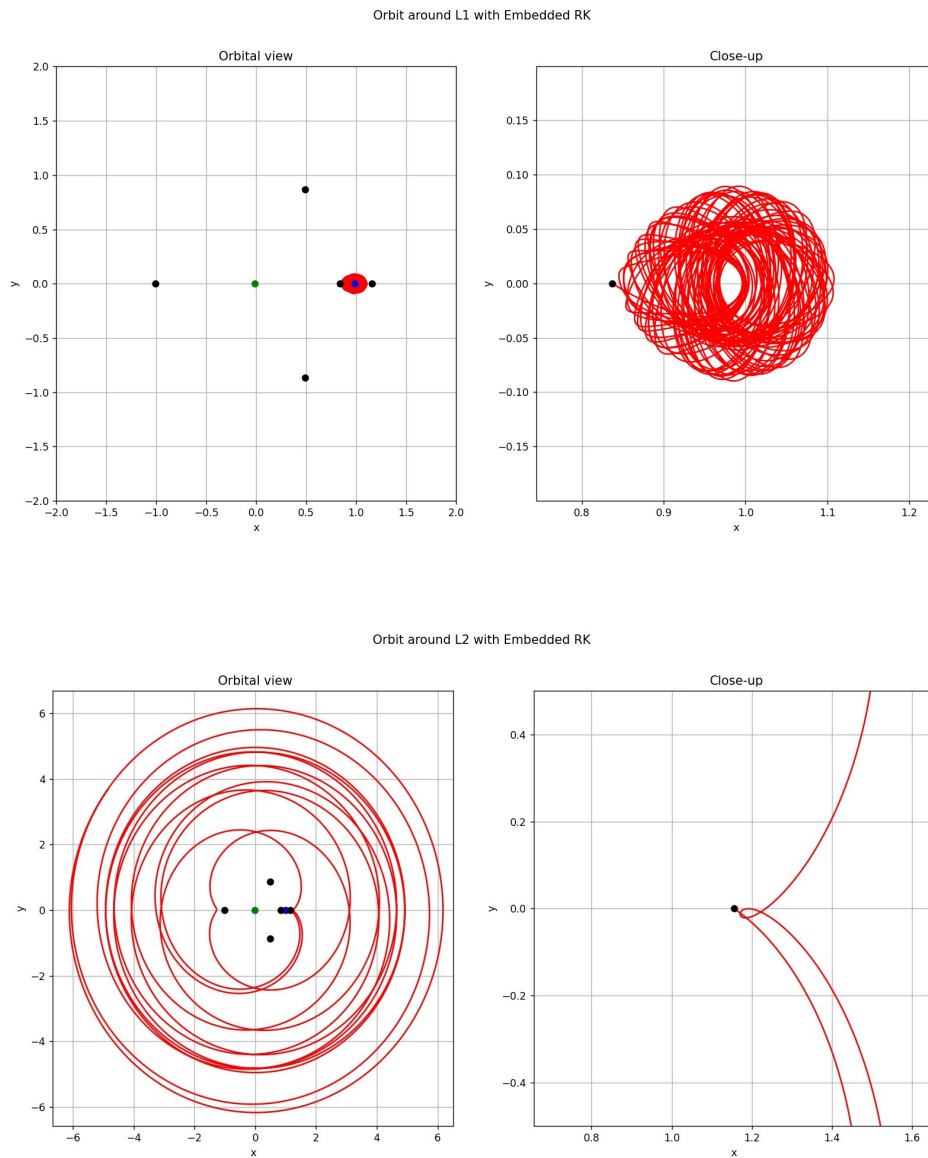 Orbit around L1 with Embedded RK
Orbital view
Close-up
2.0
1.5
1.0
0.5
0.0
−0.5
−1.0
−1.5
−2.0
y
−2.0 −1.5 −1.0 −0.5 0.0 0.5 1.0 1.5 2.0
x
0.15
0.10
0.05
0.00
−0.05
−0.10
−0.15
y
0.8 0.9 1.0 1.1 1.2
x
Orbit around L2 with Embedded RK
Orbital view
Close-up
6
4
2
0
−2
−4
−6
y
−6 −4 −2 0 2 4 6
x
0.4
0.2
0.0
−0.2
−0.4
y
0.8 1.0 1.2 1.4 1.6
x